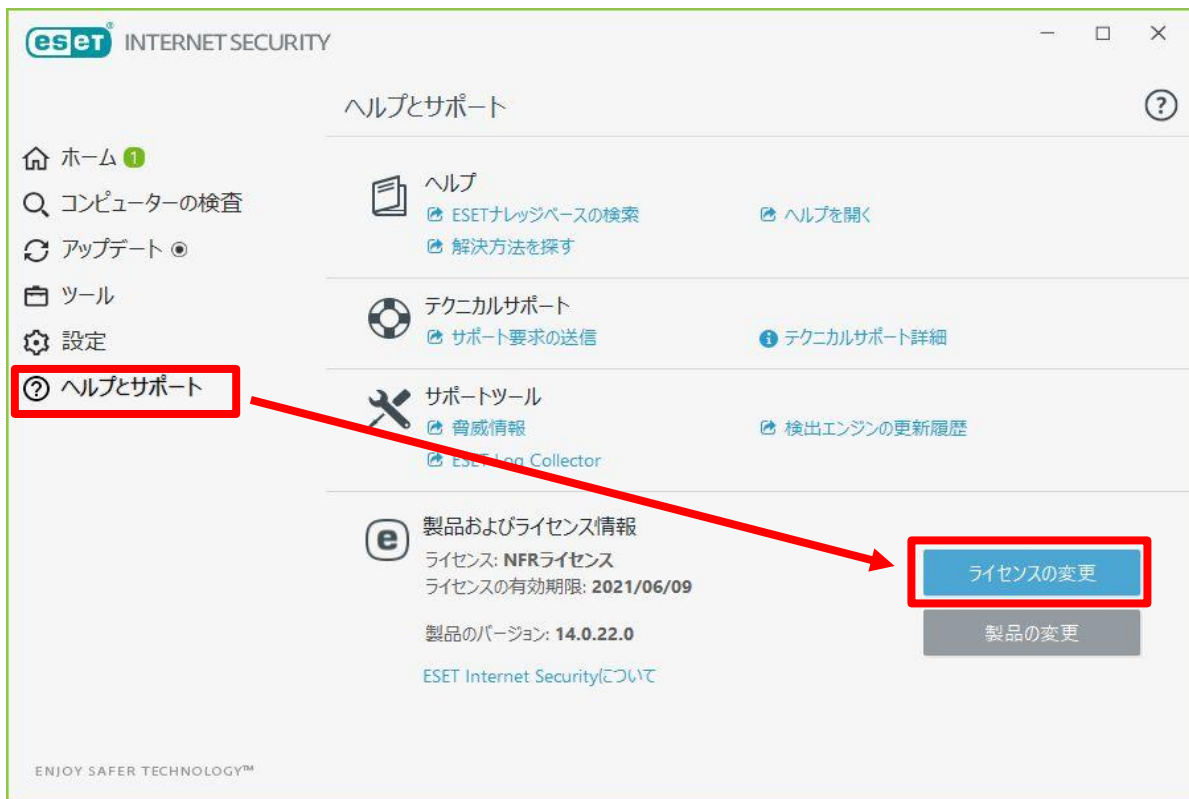 eseT® INTERNET SECURITY
ヘルプとサポート
ホーム 1
コンピューターの検査
アップデート
ツール
設定
ヘルプとサポート
ヘルプ
ESETナレッジベースの検索 ヘルプを開く
解決方法を探す
テクニカルサポート
サポート要求の送信 テクニカルサポート詳細
サポートツール
脅威情報 検出エンジンの更新履歴
ESET Log Collector
製品およびライセンス情報
ライセンス: NFRライセンス
ライセンスの有効期限: 2021/06/09
製品のバージョン: 14.0.22.0
ESET Internet Securityについて
ライセンスの変更
製品の変更
ENJOY SAFER TECHNOLOGY™